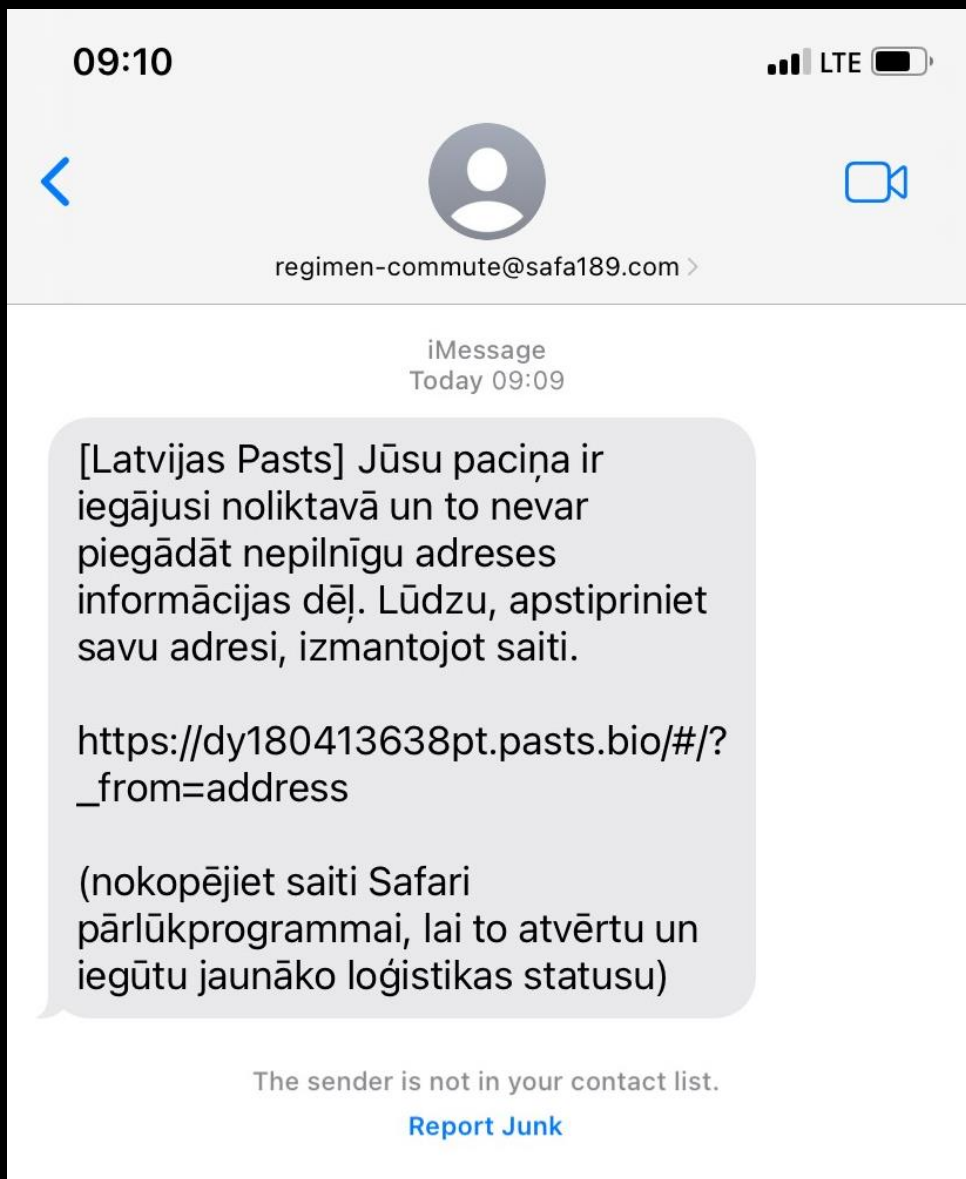 09:10
LTE
regimen-commute@safa189.com
iMessage
Today 09:09
[Latvijas Pasts] Jūsu paciņa ir
iegājusi noliktavā un to nevar
piegādāt nepilnīgu adreses
informācijas dēļ. Lūdzu, apstipriniet
savu adresi, izmantojot saiti.
https://dy180413638pt.pasts.bio/#/?
_from=address
(nokopējiet saiti Safari
pārlūkprogrammai, lai to atvērtu un
iegūtu jaunāko loģistikas statusu)
The sender is not in your contact list.
Report Junk